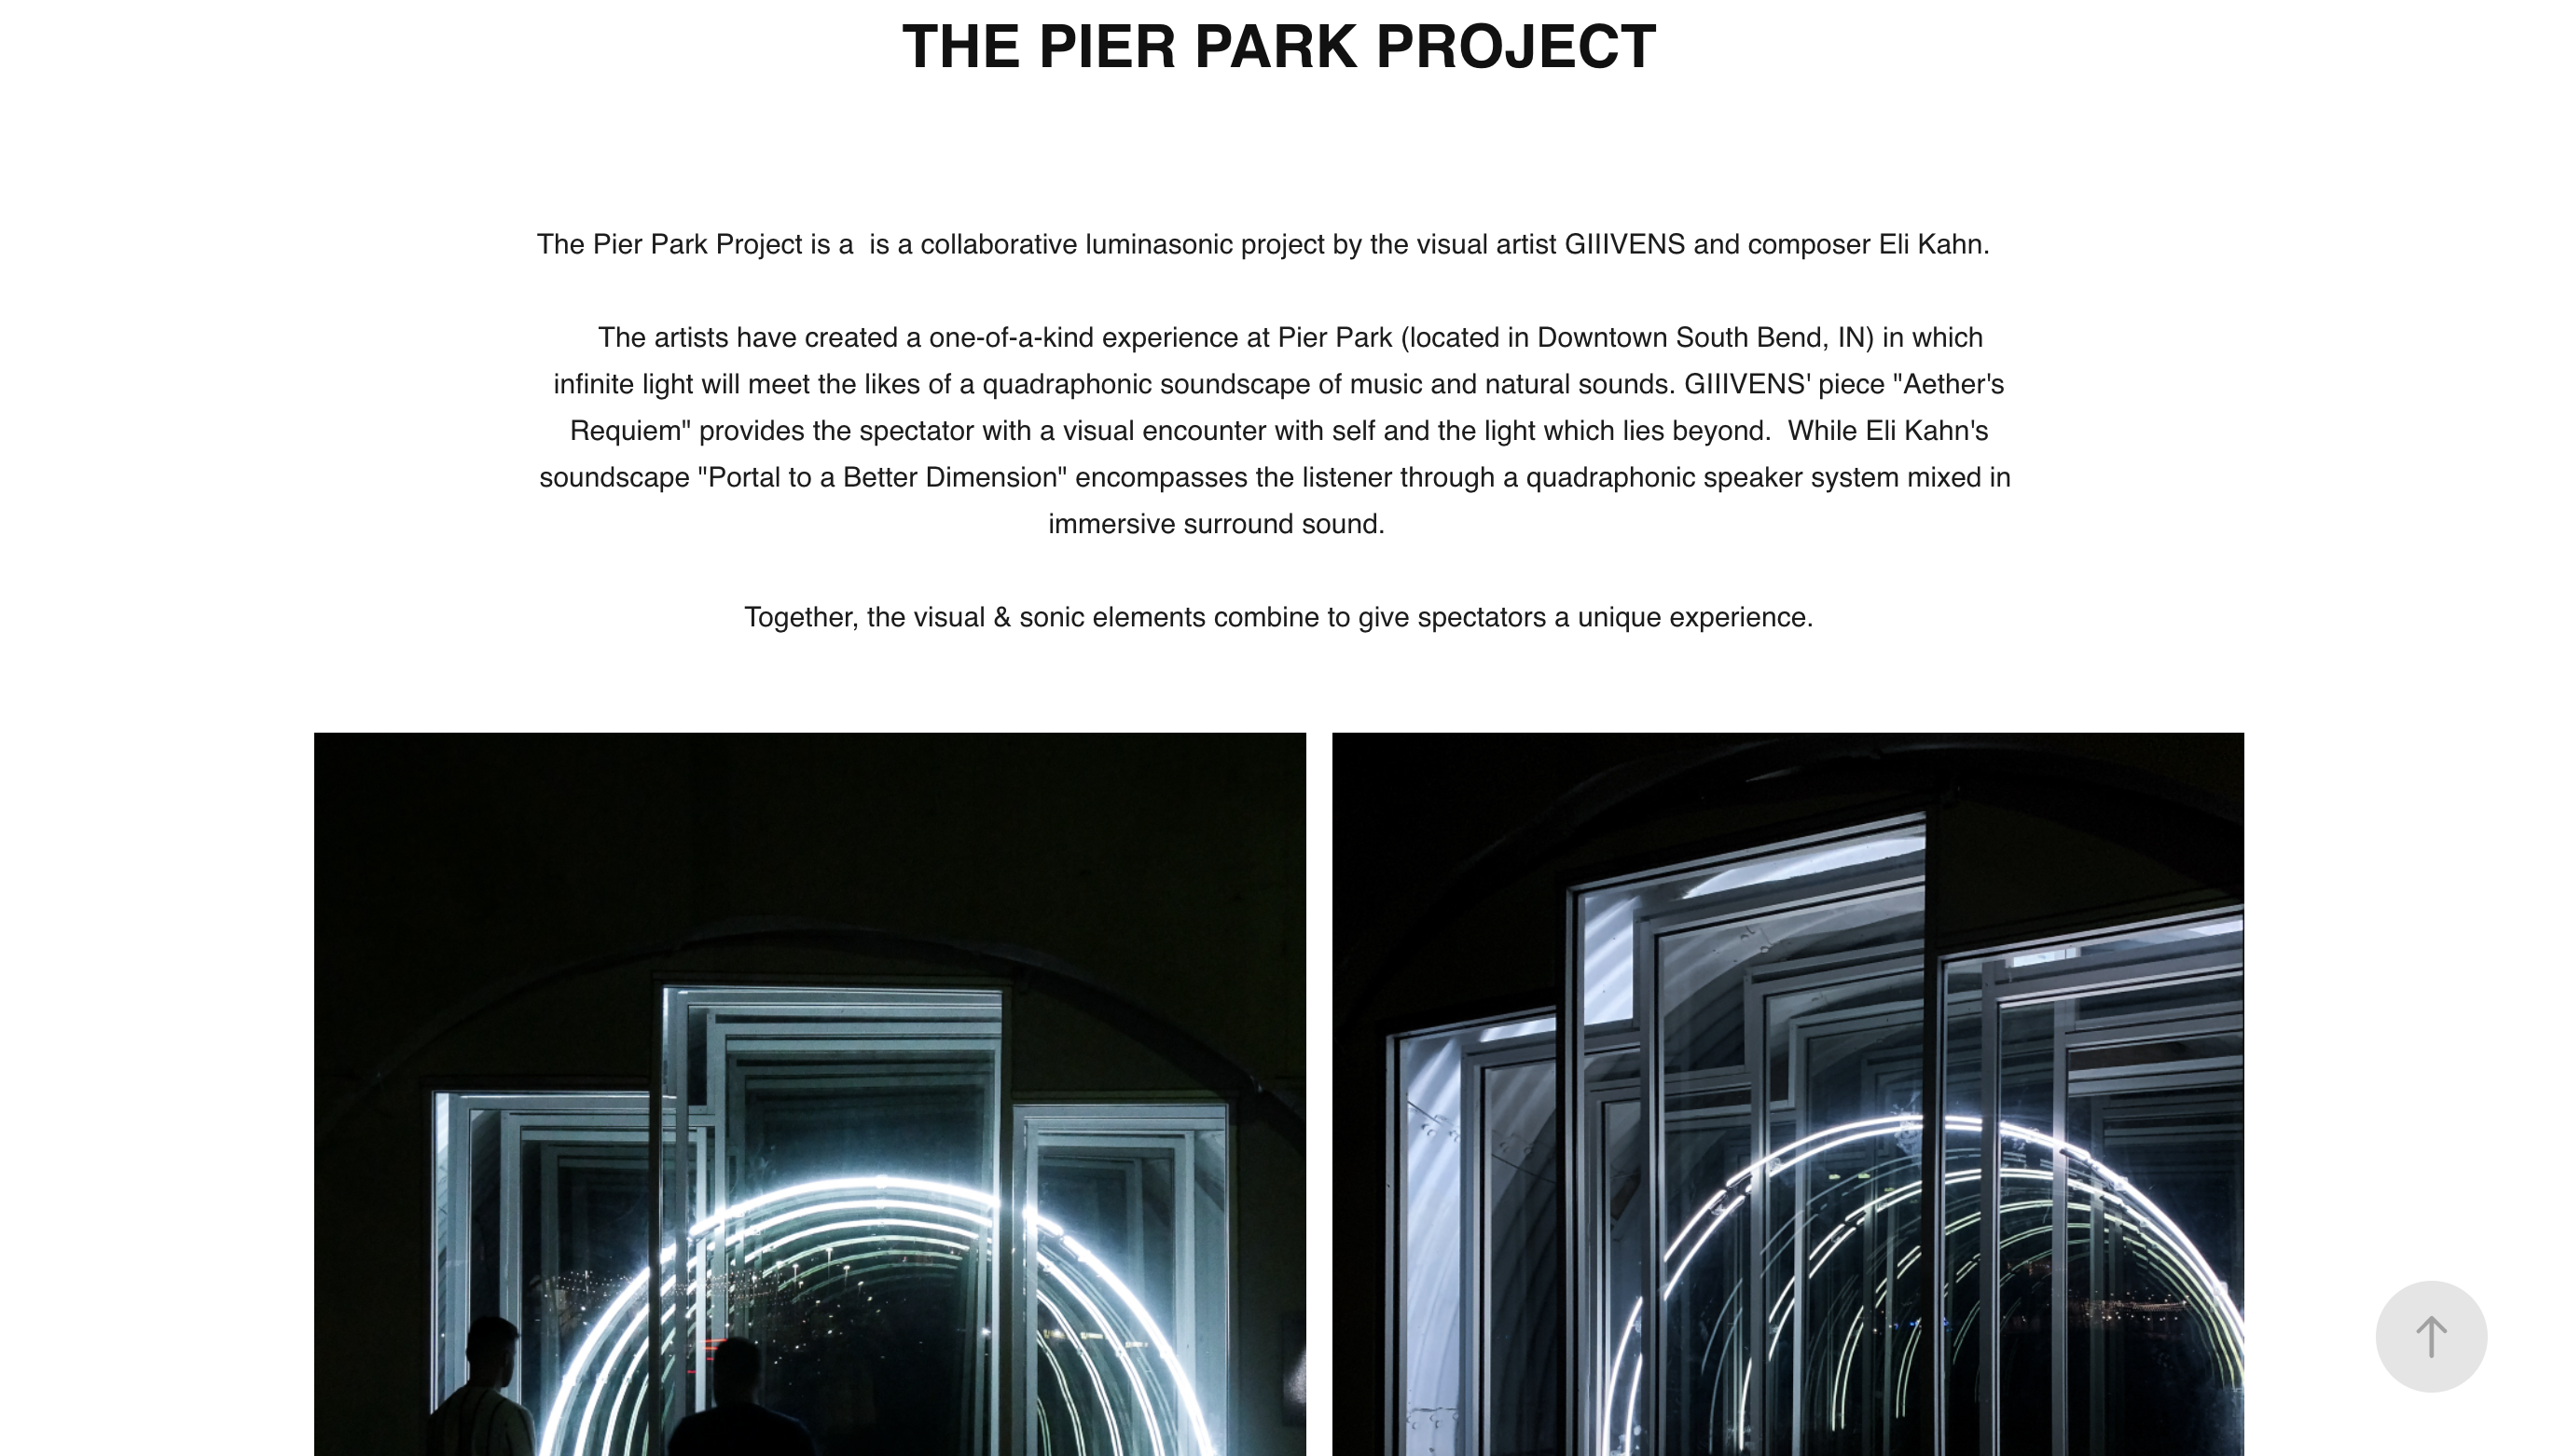 THE PIER PARK PROJECT
The Pier Park Project is a  is a collaborative luminasonic project by the visual artist GIIIVENS and composer Eli Kahn.
The artists have created a one-of-a-kind experience at Pier Park (located in Downtown South Bend, IN) in which
infinite light will meet the likes of a quadraphonic soundscape of music and natural sounds. GIIIVENS' piece "Aether's
Requiem" provides the spectator with a visual encounter with self and the light which lies beyond.  While Eli Kahn's
soundscape "Portal to a Better Dimension" encompasses the listener through a quadraphonic speaker system mixed in
immersive surround sound.
Together, the visual & sonic elements combine to give spectators a unique experience.